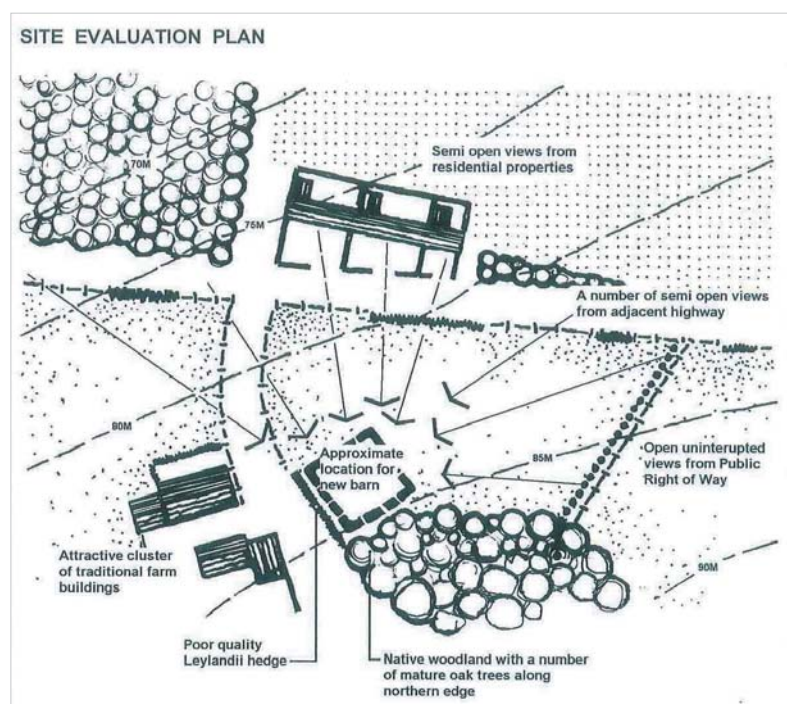 SITE EVALUATION PLAN
70M
Semi open views from
residential properties
75M
A number of semi open views
from adjacent highway
80M
Approximate
location for
new barn
85M
Open uninterupted
views from Public
Right of Way
Attractive cluster
of traditional farm
buildings
90M
Poor quality
Leylandii hedge
Native woodland with a number
of mature oak trees along
northern edge